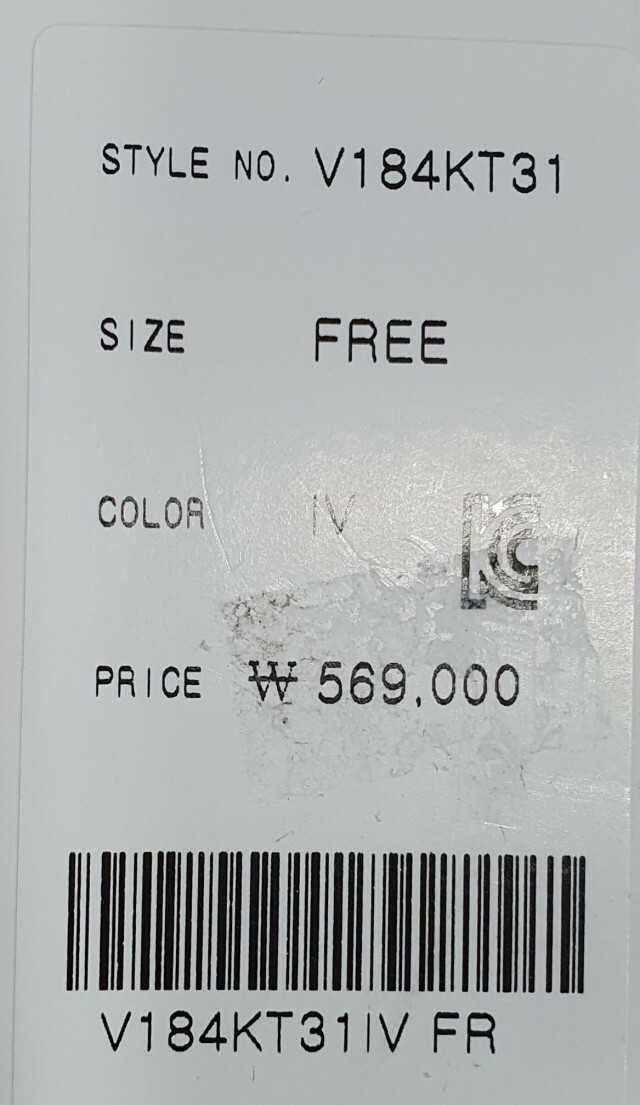 STYLE NO. V184KT31
SIZE FREE
COLOR IV
KC
PRICE ₩ 569,000
V184KT31IV FR